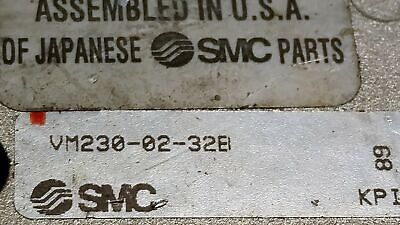 ASSEMBLED IN U.S.A.
OF JAPANESE SMC PARTS
VM230-02-32B
SMC
89
KPI